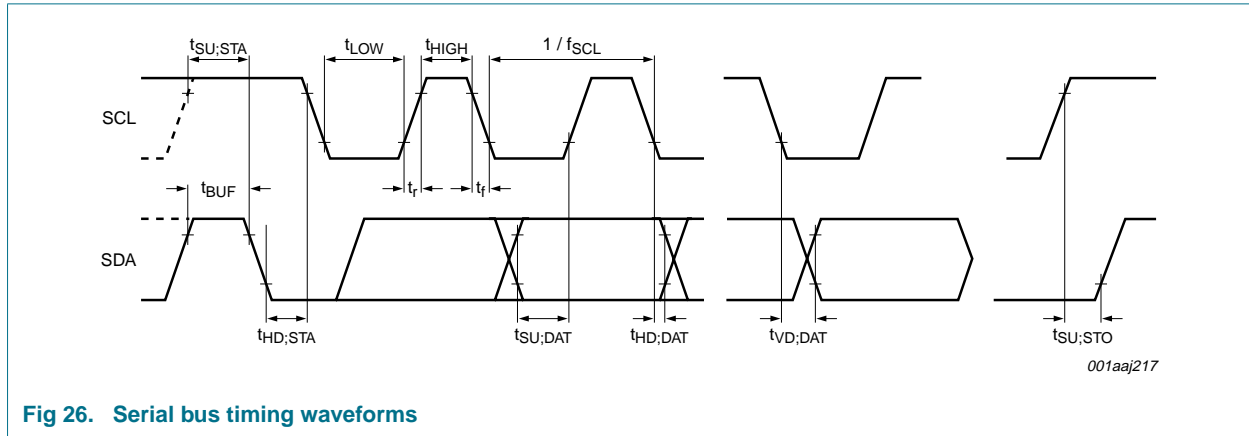 tSU;STA
tLOW
tHIGH
1 / fSCL
SCL
tBUF
tr
tf
SDA
tHD;STA
tSU;DAT
tHD;DAT
tVD;DAT
tSU;STO
001aaj217
Fig 26. Serial bus timing waveforms